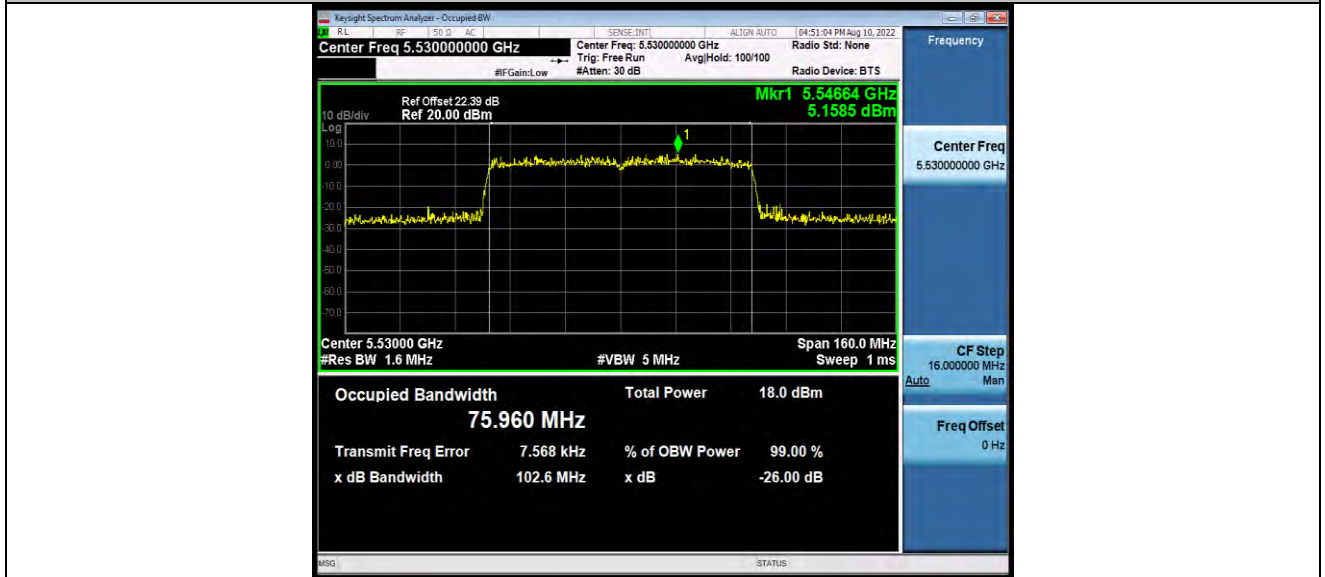 Keysight Spectrum Analyzer - Occupied BW
RL RF 50 Ω AC SENSE:INT ALIGN AUTO 04:51:04 PM Aug 10, 2022
Center Freq 5.530000000 GHz Center Freq: 5.530000000 GHz Radio Std: None Frequency
Trig: Free Run Avg|Hold: 100/100
#IFGain:Low #Atten: 30 dB Radio Device: BTS
Ref Offset 22.39 dB Mkr1 5.54664 GHz
10 dB/div Ref 20.00 dBm 5.1585 dBm
Log
10.0
1
0.00
-10.0
-20.0
-30.0
-40.0
-50.0
-60.0
-70.0
Center Freq
5.530000000 GHz
Center 5.53000 GHz Span 160.0 MHz
#Res BW 1.6 MHz #VBW 5 MHz Sweep 1 ms
CF Step
16.000000 MHz
Auto Man
Occupied Bandwidth Total Power 18.0 dBm
75.960 MHz
Freq Offset
0 Hz
Transmit Freq Error 7.568 kHz % of OBW Power 99.00 %
x dB Bandwidth 102.6 MHz x dB -26.00 dB
MSG STATUS